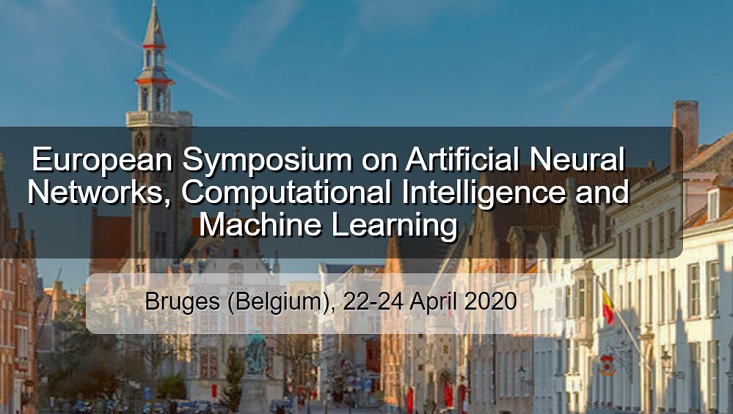 European Symposium on Artificial Neural
Networks, Computational Intelligence and
Machine Learning
Bruges (Belgium), 22-24 April 2020